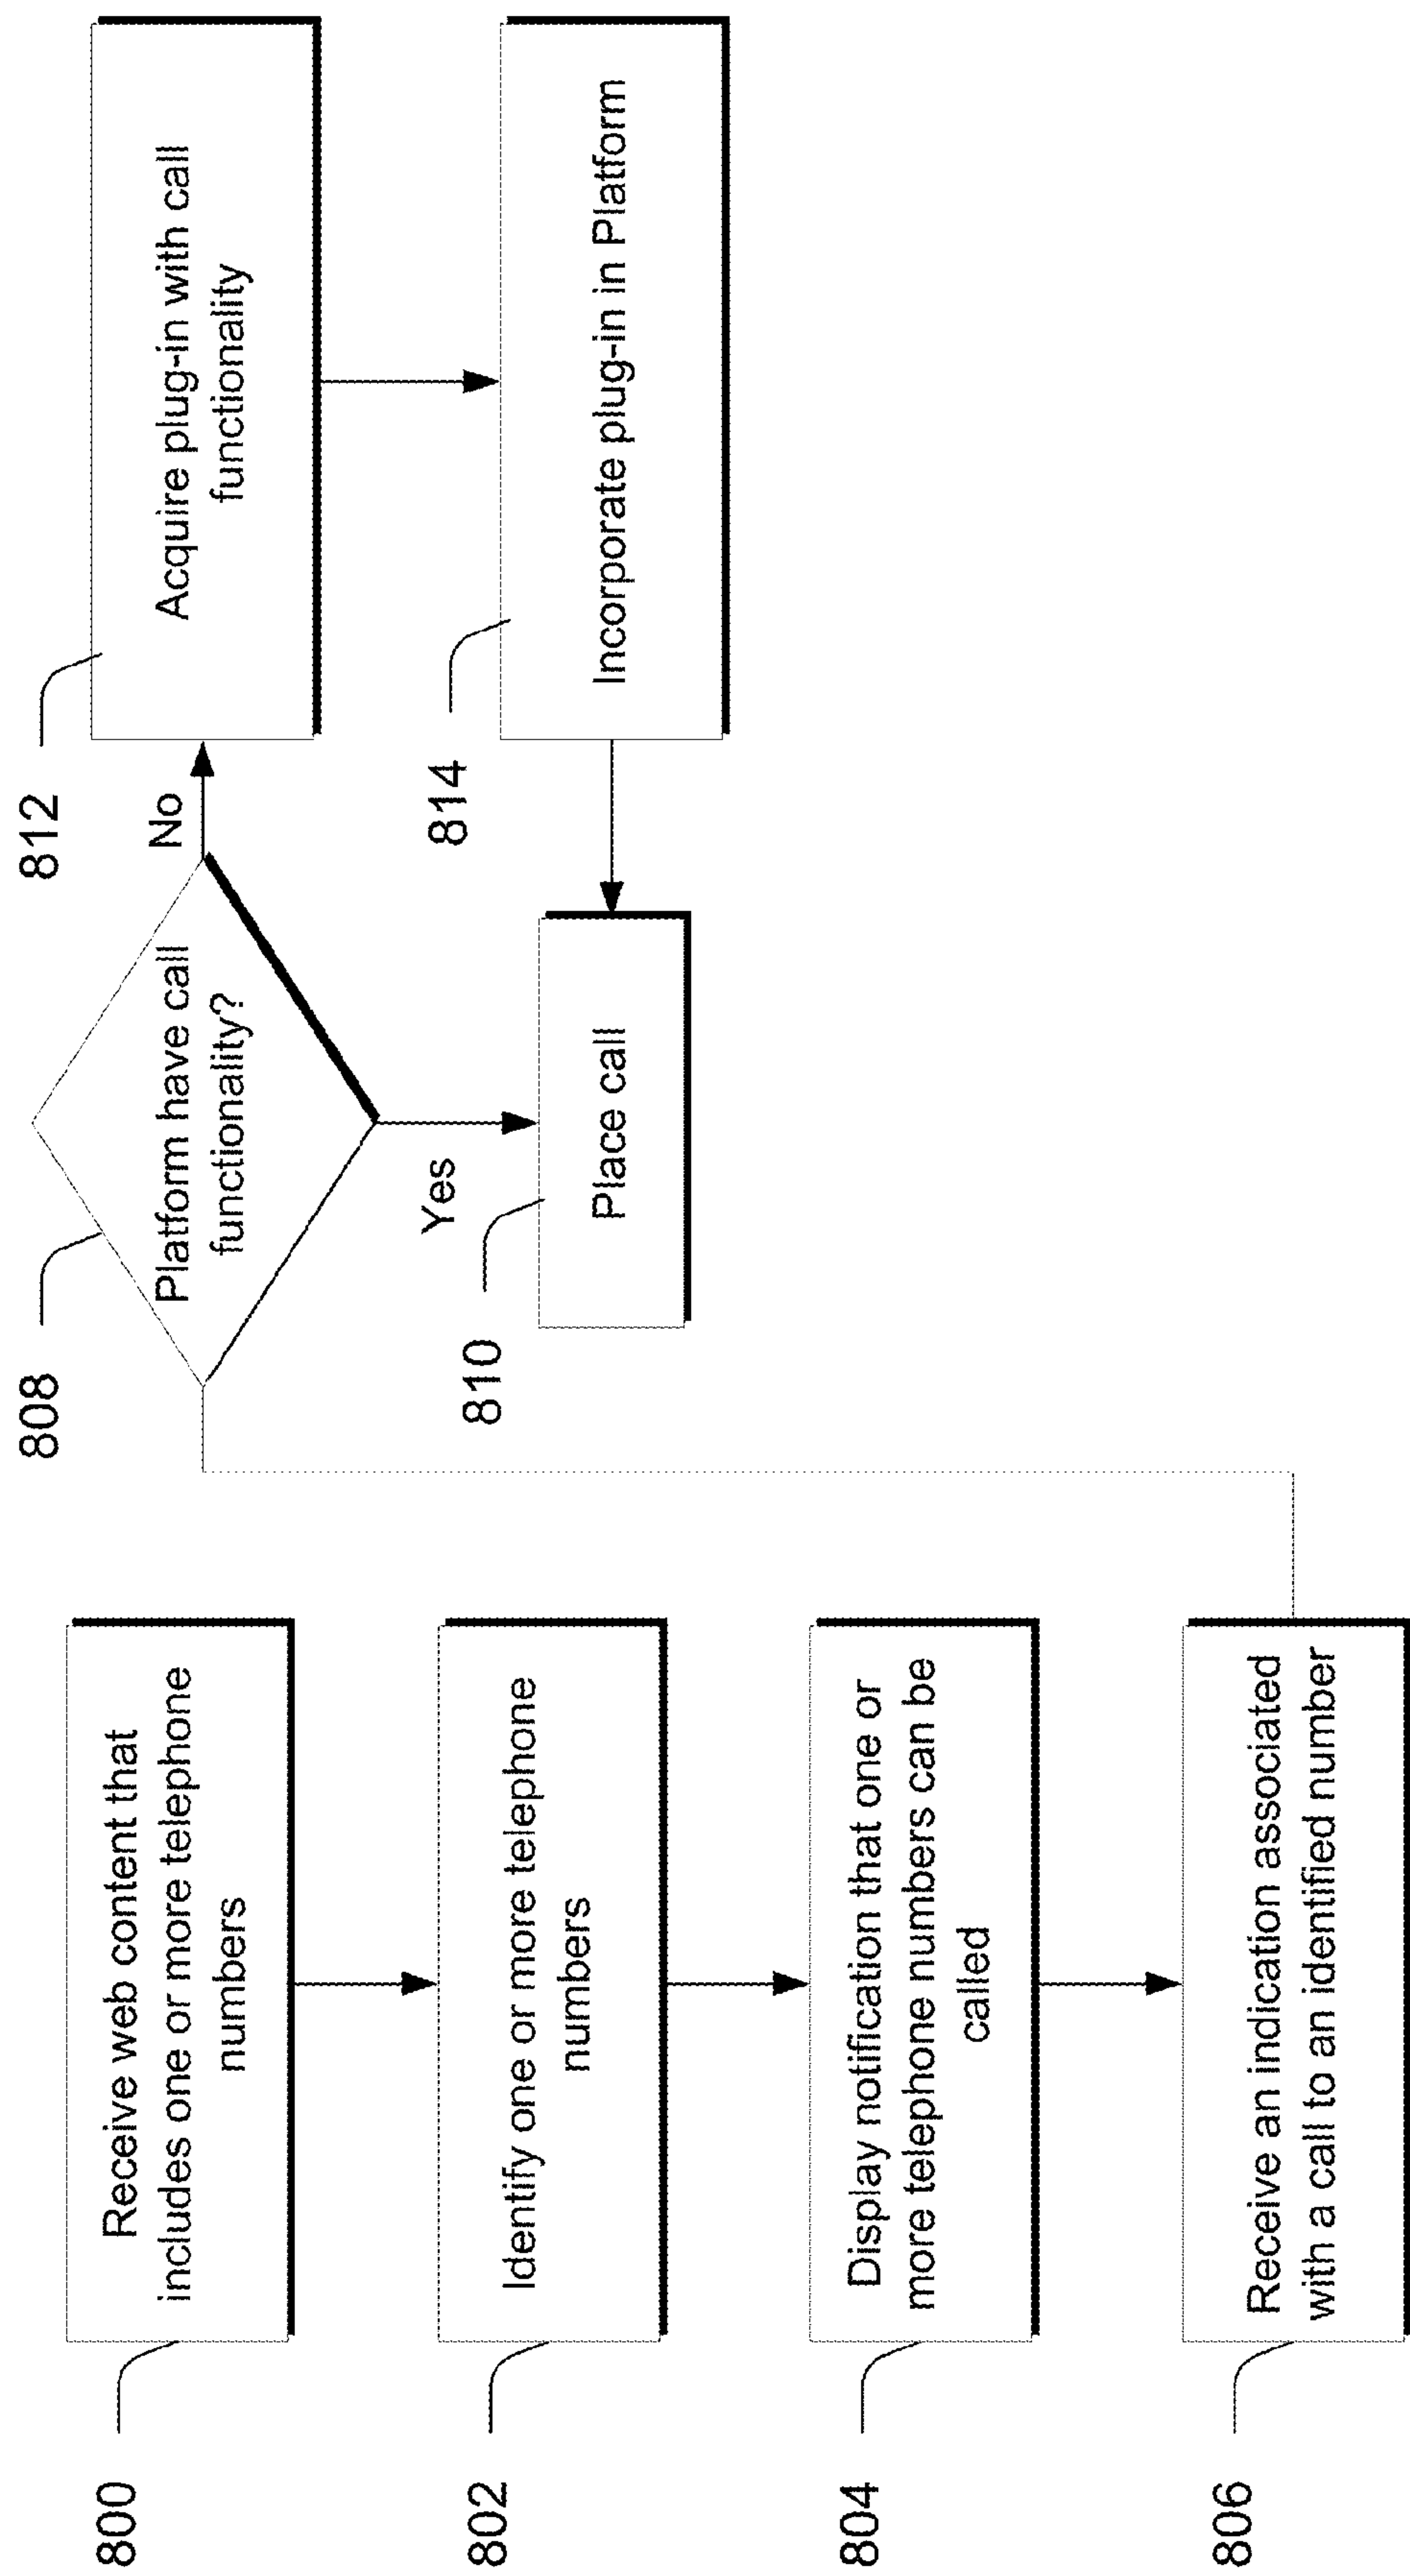 800
Receive web content that
includes one or more telephone
numbers
802
Identify one or more telephone
numbers
804
Display notification that one or
more telephone numbers can be
called
806
Receive an indication associated
with a call to an identified number
808
Platform have call
functionality?
Yes
No
810
Place call
812
Acquire plug-in with call
functionality
814
Incorporate plug-in in Platform